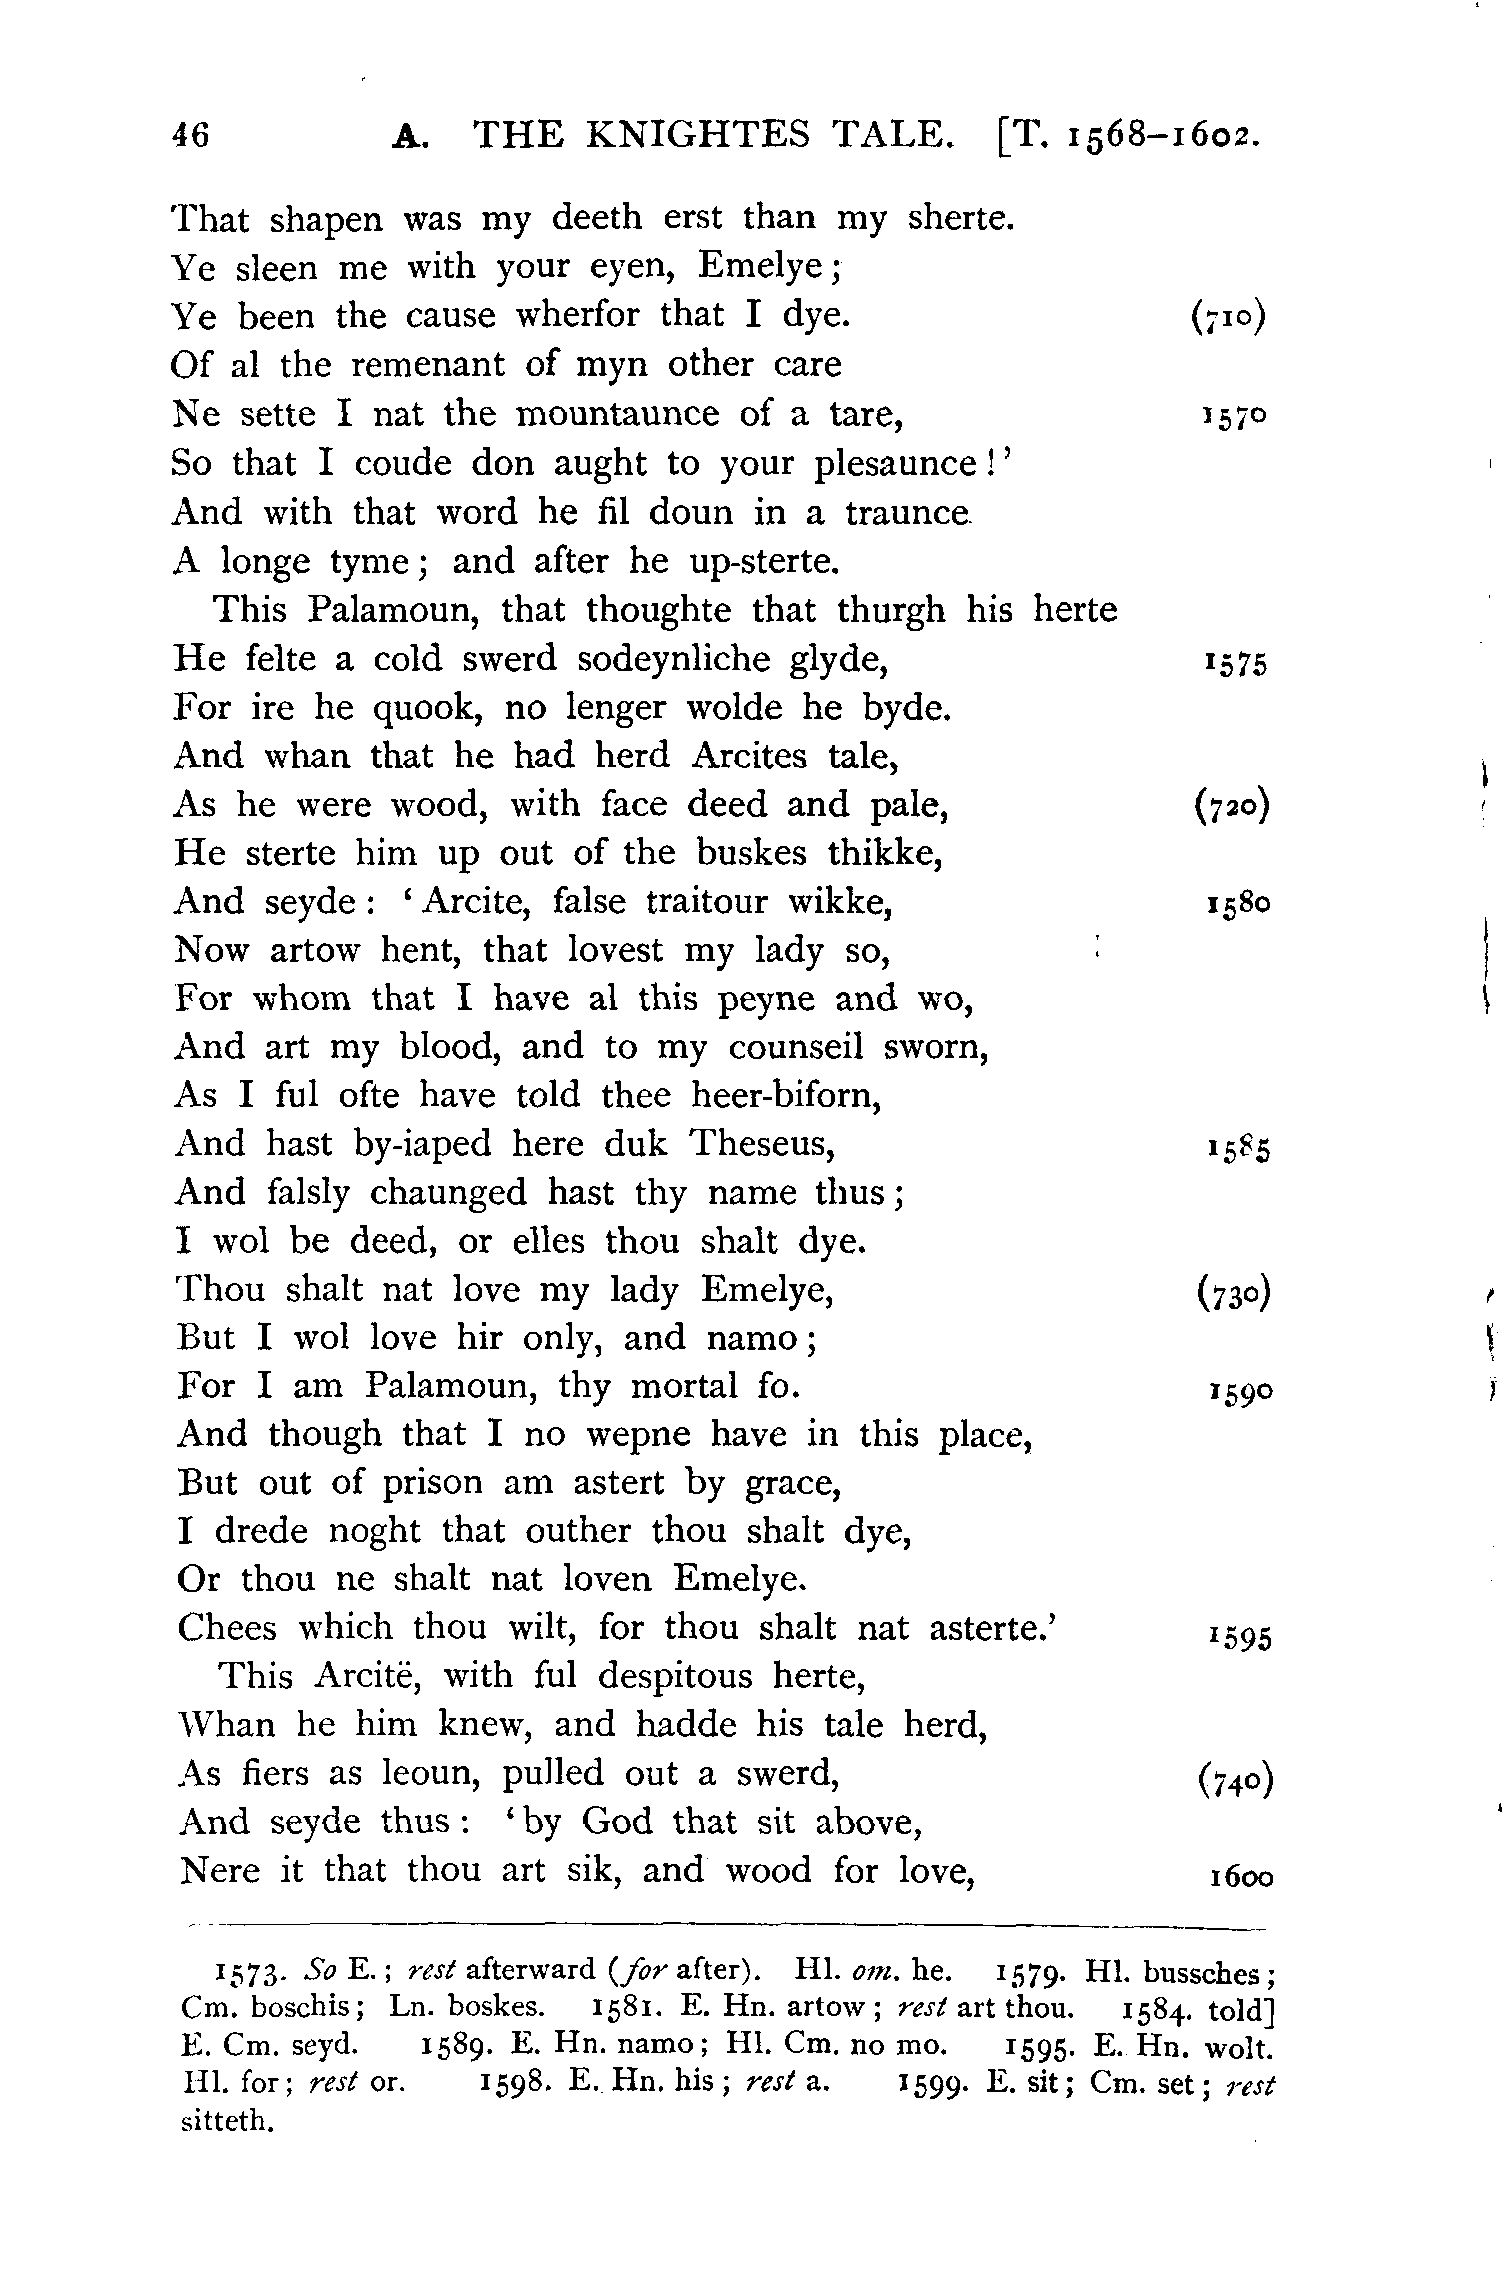 46 A. THE KNIGHTES TALE. [T. 1568–1602.
That shapen was my deeth erst than my sherte.
Ye sleen me with your eyen, Emelye;
Ye been the cause wherfor that I dye. (710)
Of al the remenant of myn other care
Ne sette I nat the mountaunce of a tare, 1570
So that I coude don aught to your plesaunce!’
And with that word he fil doun in a traunce
A longe tyme; and after he up-sterte.
This Palamoun, that thoughte that thurgh his herte
He felte a cold swerd sodeynliche glyde, 1575
For ire he quook, no lenger wolde he byde.
And whan that he had herd Arcites tale,
As he were wood, with face deed and pale, (720)
He sterte him up out of the buskes thikke,
And seyde: ‘Arcite, false traitour wikke, 1580
Now artow hent, that lovest my lady so,
For whom that I have al this peyne and wo,
And art my blood, and to my counseil sworn,
As I ful ofte have told thee heer-biforn,
And hast by-iaped here duk Theseus, 1585
And falsly chaunged hast thy name thus;
I wol be deed, or elles thou shalt dye.
Thou shalt nat love my lady Emelye, (730)
But I wol love hir only, and namo;
For I am Palamoun, thy mortal fo. 1590
And though that I no wepne have in this place,
But out of prison am astert by grace,
I drede noght that outher thou shalt dye,
Or thou ne shalt nat loven Emelye.
Chees which thou wilt, for thou shalt nat asterte.’ 1595
This Arcitë, with ful despitous herte,
Whan he him knew, and hadde his tale herd,
As fiers as leoun, pulled out a swerd, (740)
And seyde thus: ‘by God that sit above,
Nere it that thou art sik, and wood for love, 1600
1573. So E.; rest afterward (for after). Hl. om. he. 1579. Hl. bussches;
Cm. boschis; Ln. boskes. 1581. E. Hn. artow; rest art thou. 1584. told]
E. Cm. seyd. 1589. E. Hn. namo; Hl. Cm. no mo. 1595. E. Hn. wolt.
Hl. for; rest or. 1598. E. Hn. his; rest a. 1599. E. sit; Cm. set; rest
sitteth.